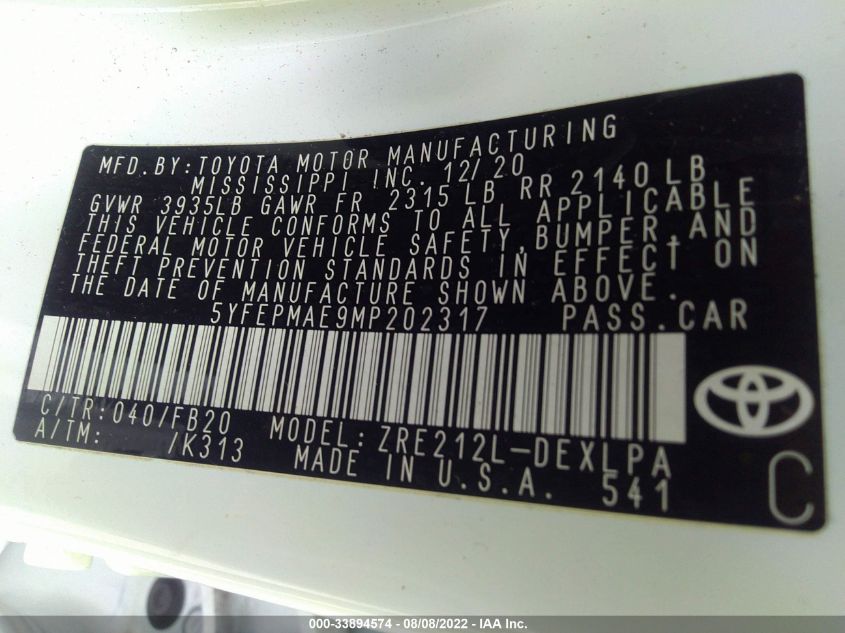 MFD.BY:TOYOTA MOTOR MANUFACTURING
MISSISSIPPI INC. 12/20
GVWR 3935LB GAWR FR 2315 LB RR 2140 LB
THIS VEHICLE CONFORMS TO ALL APPLICABLE
FEDERAL MOTOR VEHICLE SAFETY,BUMPER,AND
THEFT PREVENTION STANDARDS IN EFFECT ON
THE DATE OF MANUFACTURE SHOWN ABOVE.
5YFEPMAE9MP202317 PASS.CAR
C/TR:040/FB20 MODEL:ZRE212L-DEXLPA
A/TM: /K313 MADE IN U.S.A. 541
C
000-33894574 | 08/08/2022 - IAA Inc.